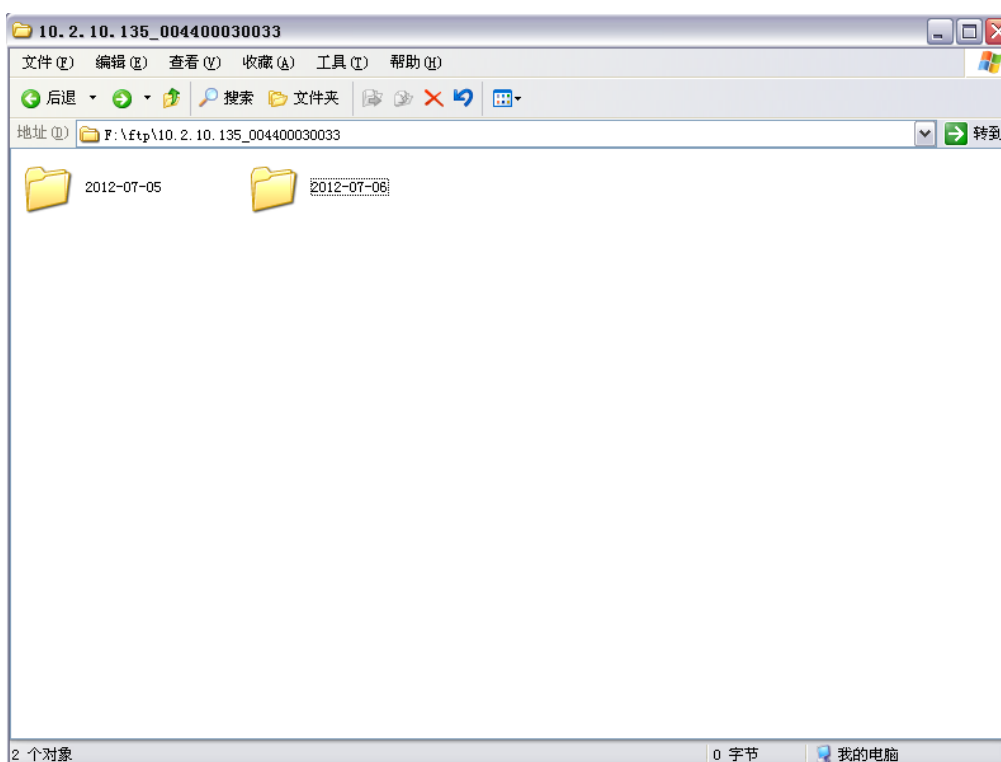 10.2.10.135_004400030033
文件(F) 编辑(E) 查看(V) 收藏(A) 工具(T) 帮助(H)
后退 搜索 文件夹
地址(D) F:\ftp\10.2.10.135_004400030033 转到
2012-07-05 2012-07-06
2 个对象 0 字节 我的电脑